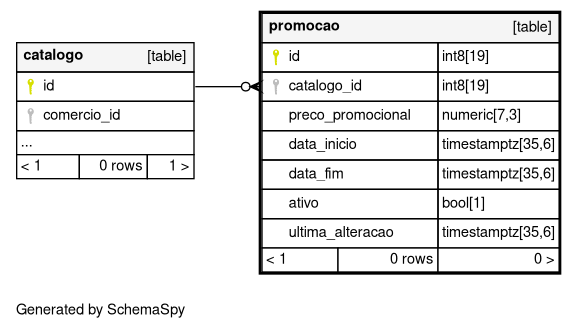 catalogo [table]
id
comercio_id
...
< 1 0 rows 1 >
promocao [table]
id int8[19]
catalogo_id int8[19]
preco_promocional numeric[7,3]
data_inicio timestamptz[35,6]
data_fim timestamptz[35,6]
ativo bool[1]
ultima_alteracao timestamptz[35,6]
< 1 0 rows 0 >
Generated by SchemaSpy